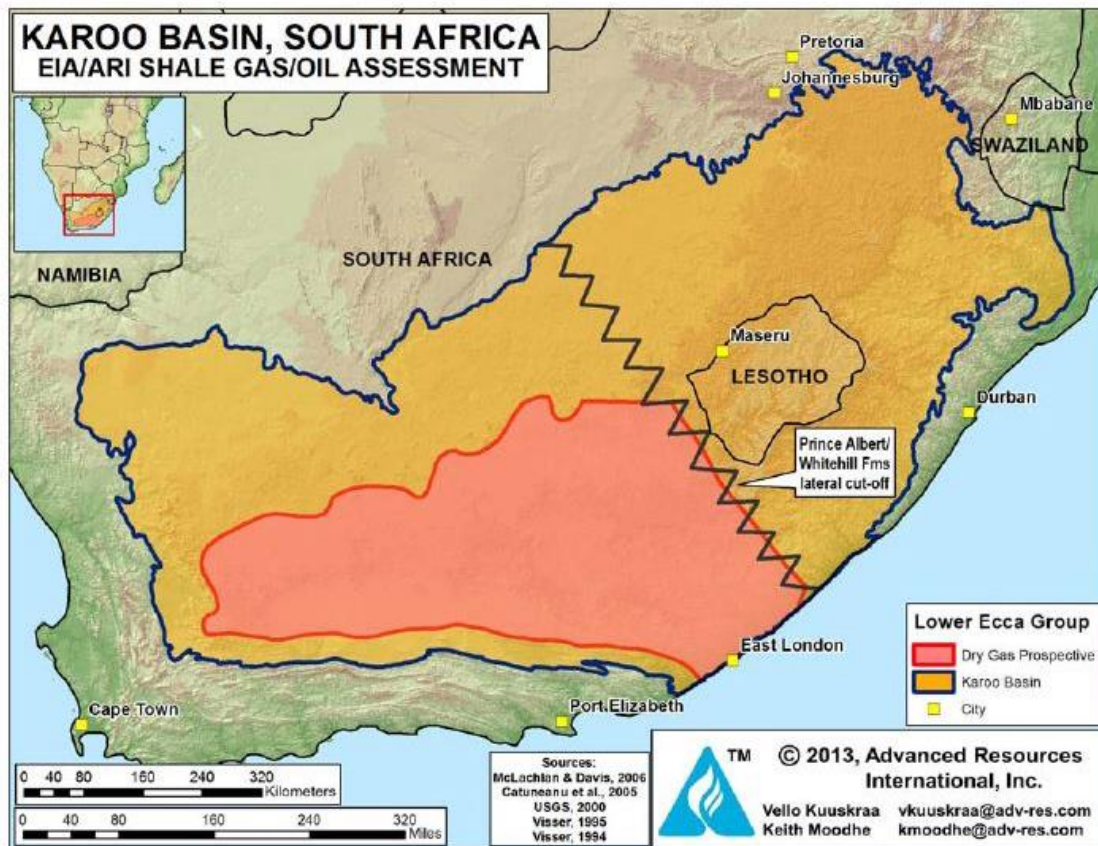 KAROO BASIN, SOUTH AFRICA
EIA/ARI SHALE GAS/OIL ASSESSMENT
Pretoria
Johannesburg
Mbabane
SWAZILAND
NAMIBIA
SOUTH AFRICA
Maseru
LESOTHO
Durban
Prince Albert/
Whitehill Fms
lateral cut-off
East London
Port Elizabeth
Cape Town
Lower Ecca Group
Dry Gas Prospective
Karoo Basin
City
0 40 80 160 240 320
Kilometers
0 40 80 160 240 320
Miles
Sources:
McLachlan & Davis, 2006
Catuneanu et al., 2005
USGS, 2000
Visser, 1995
Visser, 1994
TM
© 2013, Advanced Resources
International, Inc.
Vello Kuuskraa vkuuskraa@adv-res.com
Keith Moodhe kmoodhe@adv-res.com